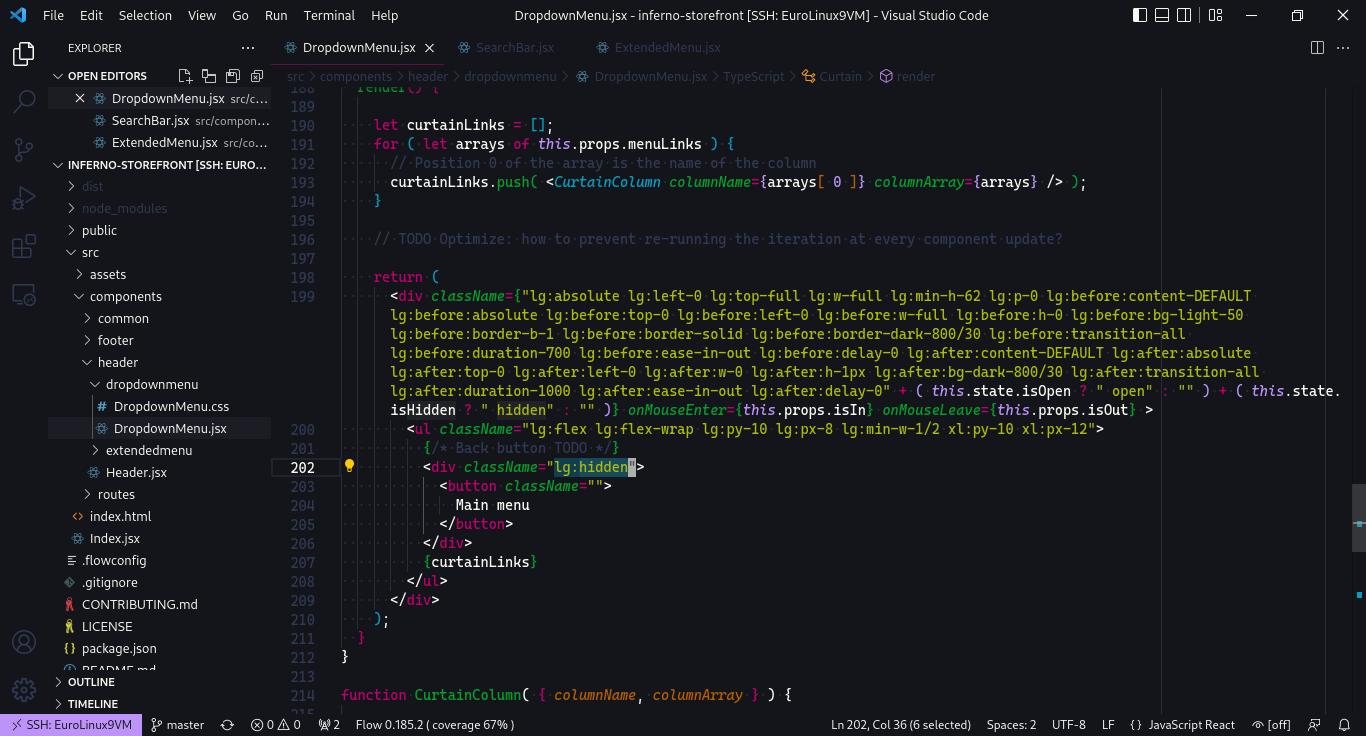 File Edit Selection View Go Run Terminal Help DropdownMenu.jsx - inferno-storefront [SSH: EuroLinux9VM] - Visual Studio Code
EXPLORER ···
DropdownMenu.jsx
SearchBar.jsx
ExtendedMenu.jsx
OPEN EDITORS
DropdownMenu.jsx src/c...
SearchBar.jsx src/compon...
ExtendedMenu.jsx src/co...
INFERNO-STOREFRONT [SSH: EURO...
dist
node_modules
public
src
assets
components
common
footer
header
dropdownmenu
# DropdownMenu.css
DropdownMenu.jsx
extendedmenu
Header.jsx
routes
index.html
Index.jsx
.flowconfig
.gitignore
CONTRIBUTING.md
LICENSE
{} package.json
README.md
OUTLINE
TIMELINE
src > components > header > dropdownmenu > DropdownMenu.jsx > TypeScript > Curtain > render
188 render() {
189
190 let curtainLinks = [];
191 for ( let arrays of this.props.menuLinks ) {
192 // Position 0 of the array is the name of the column
193 curtainLinks.push( <CurtainColumn columnName={arrays[ 0 ]} columnArray={arrays} /> );
194 }
195
196 // TODO Optimize: how to prevent re-running the iteration at every component update?
197
198 return (
199 <div className={"lg:absolute lg:left-0 lg:top-full lg:w-full lg:min-h-62 lg:p-0 lg:before:content-DEFAULT
lg:before:absolute lg:before:top-0 lg:before:left-0 lg:before:w-full lg:before:h-0 lg:before:bg-light-50
lg:before:border-b-1 lg:before:border-solid lg:before:border-dark-800/30 lg:before:transition-all
lg:before:duration-700 lg:before:ease-in-out lg:before:delay-0 lg:after:content-DEFAULT lg:after:absolute
lg:after:top-0 lg:after:left-0 lg:after:w-0 lg:after:h-1px lg:after:bg-dark-800/30 lg:after:transition-all
lg:after:duration-1000 lg:after:ease-in-out lg:after:delay-0" + ( this.state.isOpen ? " open" : "" ) + ( this.state.
isHidden ? " hidden" : "" )} onMouseEnter={this.props.isIn} onMouseLeave={this.props.isOut} >
200 <ul className="lg:flex lg:flex-wrap lg:py-10 lg:px-8 lg:min-w-1/2 xl:py-10 xl:px-12">
201 {/* Back button TODO */}
202 <div className="lg:hidden">
203 <button className="">
204 Main menu
205 </button>
206 </div>
207 {curtainLinks}
208 </ul>
209 </div>
210 );
211 }
212 }
213
214 function CurtainColumn( { columnName, columnArray } ) {
215
SSH: EuroLinux9VM master 0 0 2 Flow 0.185.2 ( coverage 67% ) Ln 202, Col 36 (6 selected) Spaces: 2 UTF-8 LF {} JavaScript React [off]